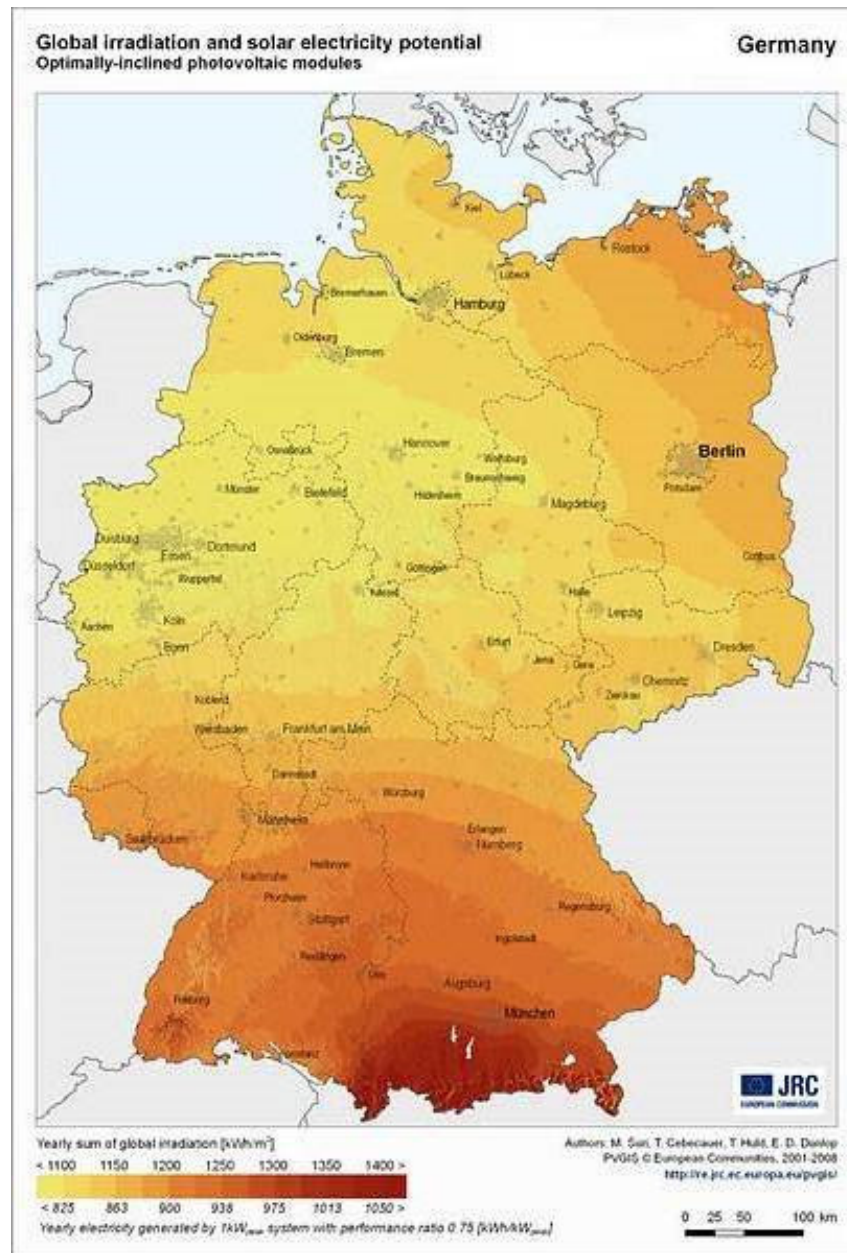 Global irradiation and solar electricity potential
Optimally-inclined photovoltaic modules
Germany
Kiel
Rostock
Lübeck
Bremerhaven
Hamburg
Oldenburg
Bremen
Osnabrück
Hannover
Wolfsburg
Braunschweig
Berlin
Potsdam
Münster
Bielefeld
Hildesheim
Magdeburg
Duisburg
Essen
Dortmund
Düsseldorf
Wuppertal
Göttingen
Cottbus
Kassel
Halle
Leipzig
Aachen
Köln
Bonn
Erfurt
Jena
Gera
Dresden
Chemnitz
Zwickau
Koblenz
Wiesbaden
Frankfurt am Mein
Darmstadt
Würzburg
Mannheim
Erlangen
Nürnberg
Saarbrücken
Heilbronn
Karlsruhe
Pforzheim
Stuttgart
Regensburg
Ingolstadt
Reutlingen
Ulm
Augsburg
Freiburg
München
Konstanz
JRC
EUROPEAN COMMISSION
Yearly sum of global irradiation [kWh/m²]
< 1100 1150 1200 1250 1300 1350 1400 >
< 825 863 900 938 975 1013 1050 >
Yearly electricity generated by 1kWpeak system with performance ratio 0.75 [kWh/kWpeak]
Authors: M. Šúri, T. Cebecauer, T. Huld, E. D. Dunlop
PVGIS © European Communities, 2001-2008
http://re.jrc.ec.europa.eu/pvgis/
0 25 50 100 km